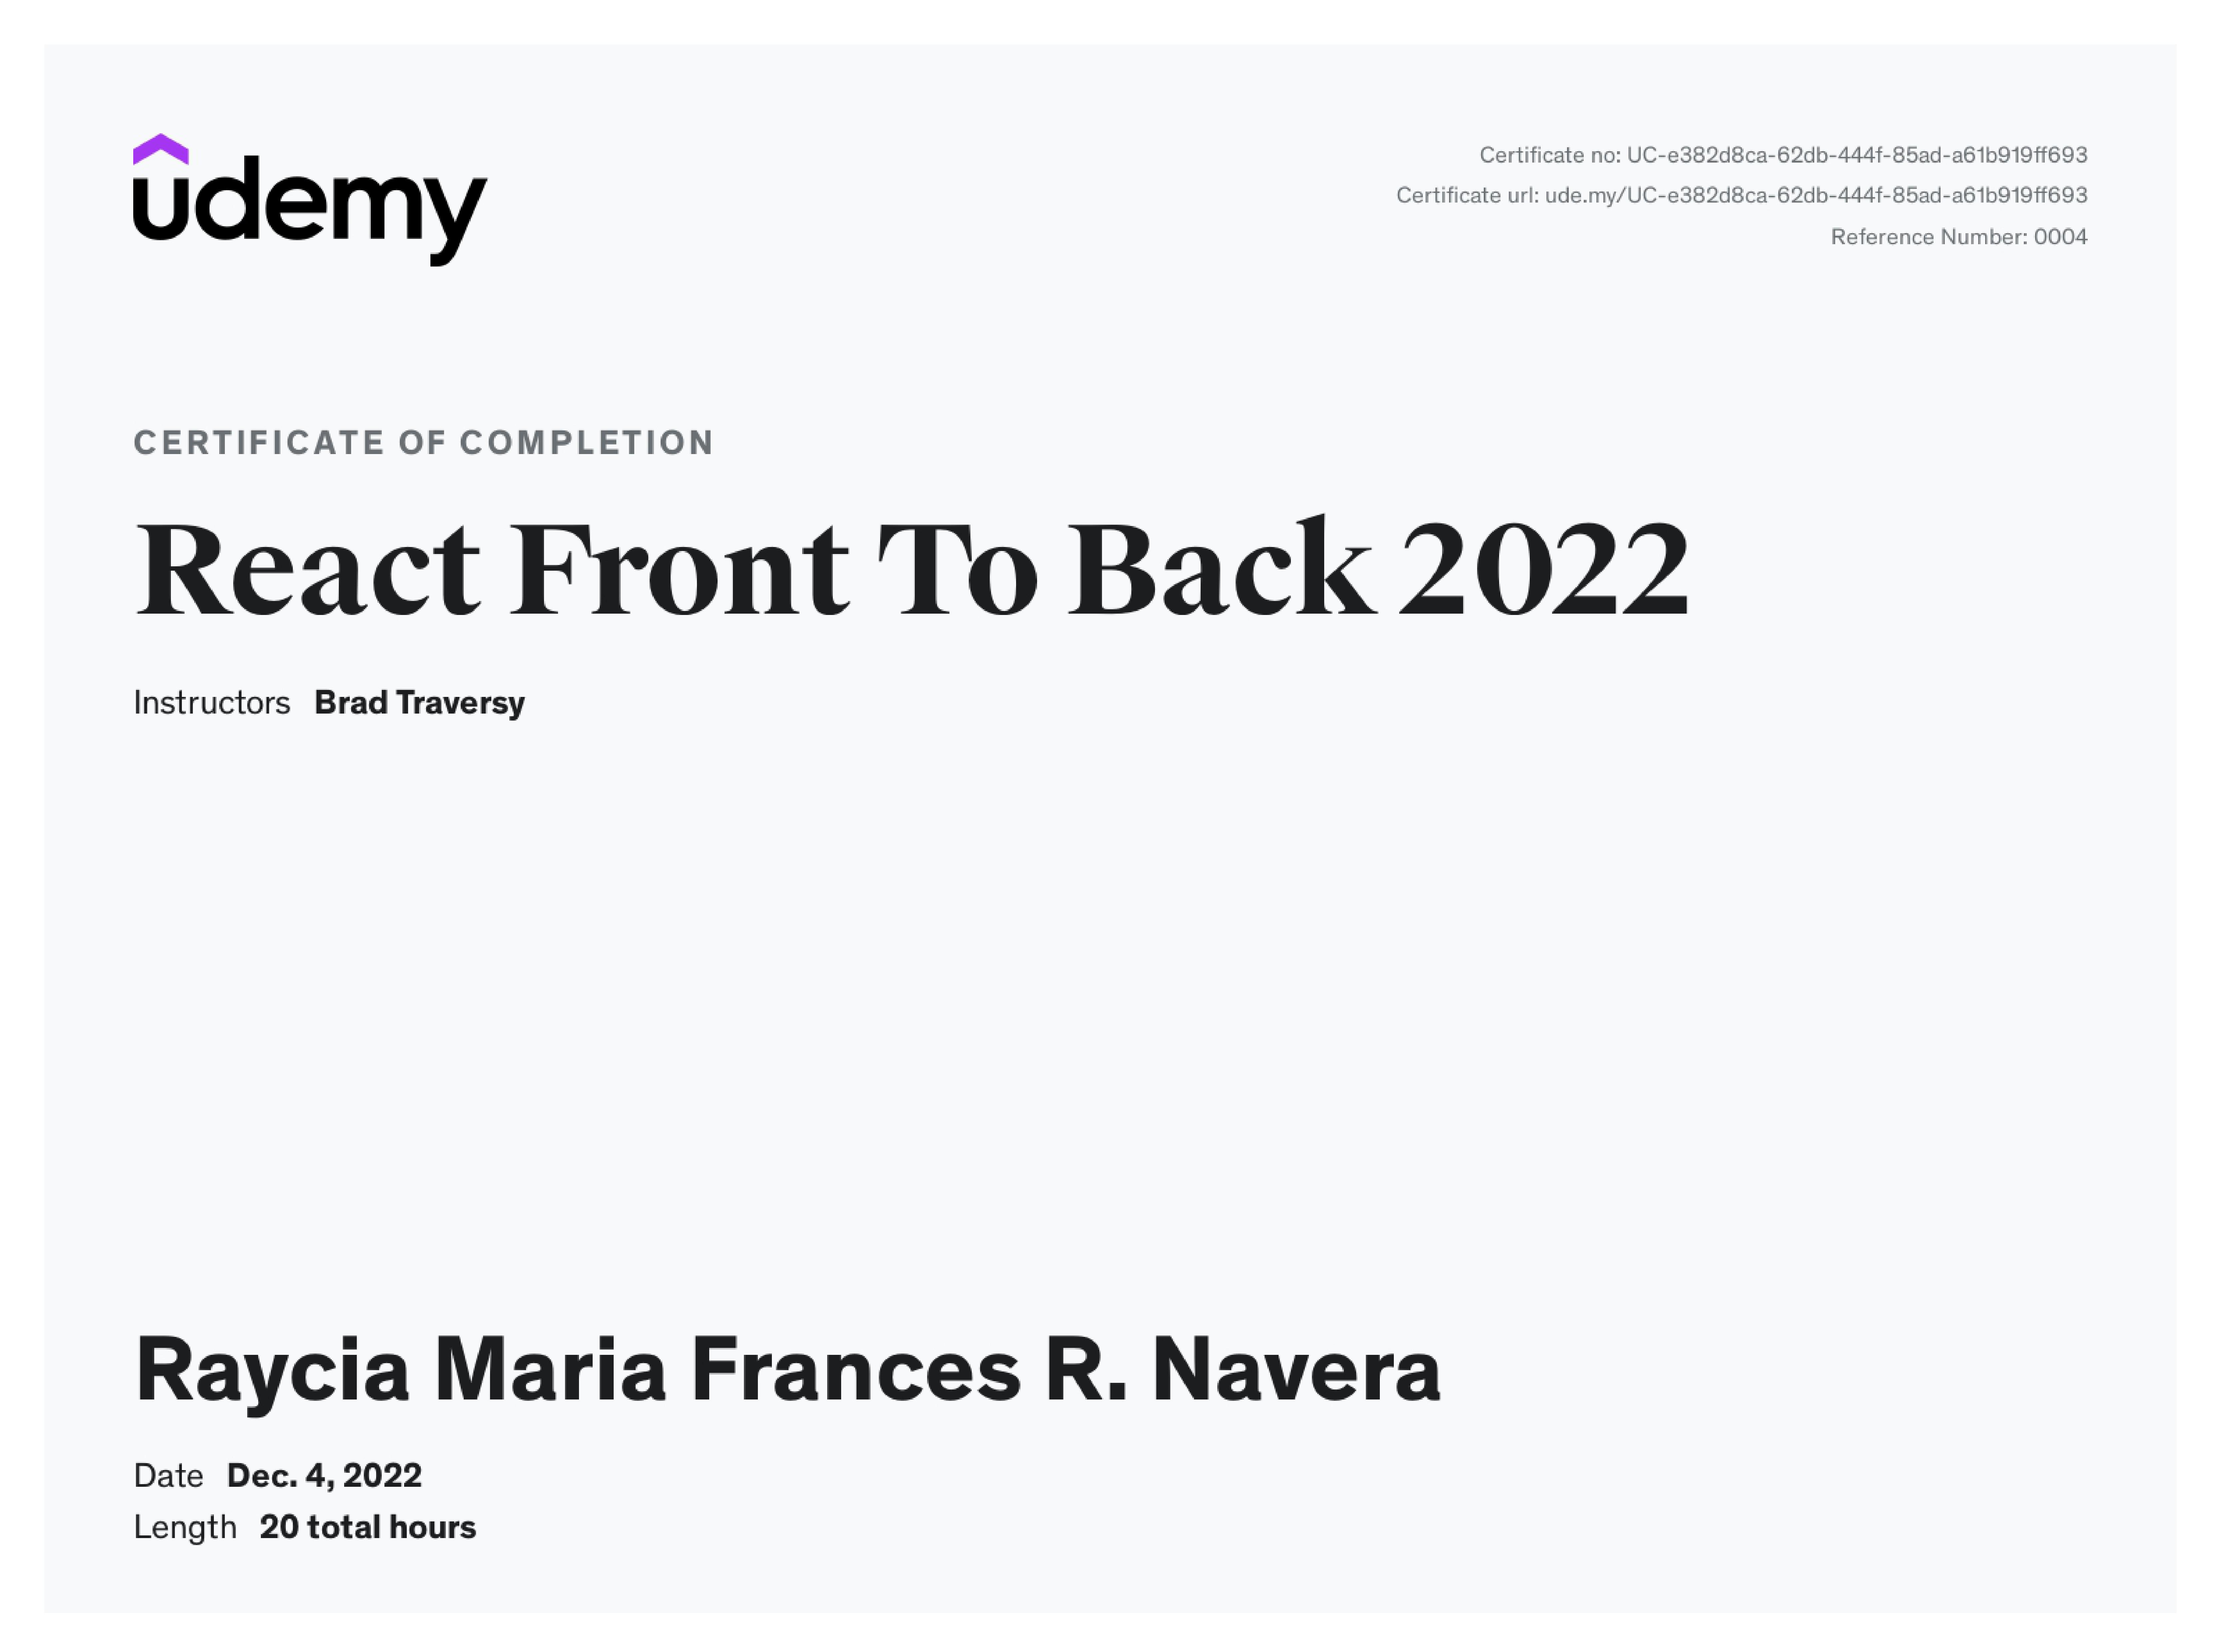 udemy
Certificate no: UC-e382d8ca-62db-444f-85ad-a61b919ff693
Certificate url: ude.my/UC-e382d8ca-62db-444f-85ad-a61b919ff693
Reference Number: 0004
CERTIFICATE OF COMPLETION
React Front To Back 2022
Instructors Brad Traversy
Raycia Maria Frances R. Navera
Date Dec. 4, 2022
Length 20 total hours